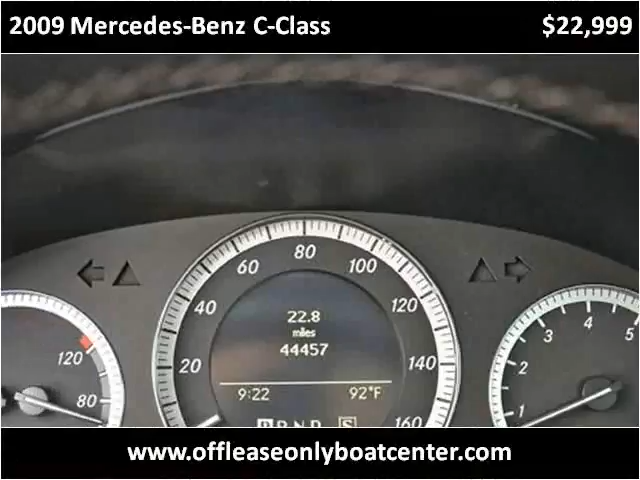 2009 Mercedes-Benz C-Class $22,999
80
60 100
22.8
miles
40 120
44457
20 140
9:22 92°F
P R N D S
160
120
80
1 2 3 4 5
www.offleaseonlyboatcenter.com